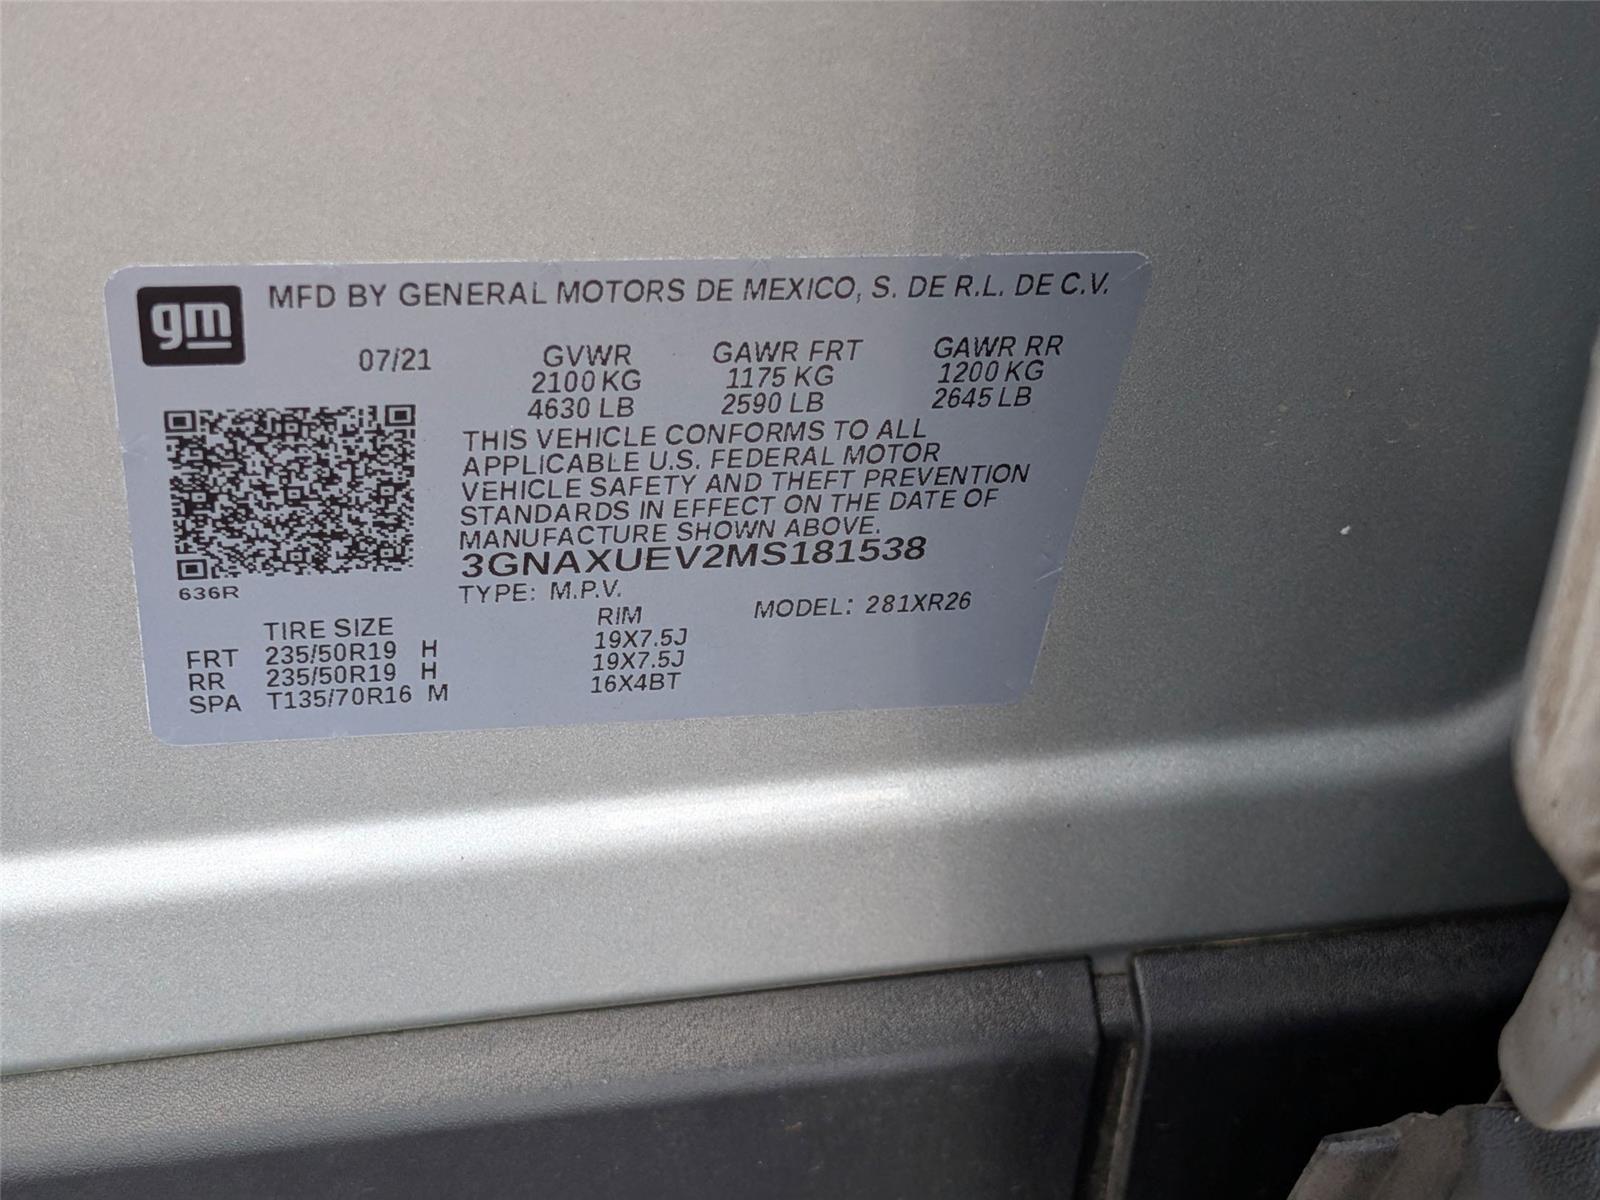 gm
MFD BY GENERAL MOTORS DE MEXICO, S. DE R.L. DE C.V.
07/21 GVWR GAWR FRT GAWR RR
2100 KG 1175 KG 1200 KG
4630 LB 2590 LB 2645 LB
THIS VEHICLE CONFORMS TO ALL
APPLICABLE U.S. FEDERAL MOTOR
VEHICLE SAFETY AND THEFT PREVENTION
STANDARDS IN EFFECT ON THE DATE OF
MANUFACTURE SHOWN ABOVE.
3GNAXUEV2MS181538
636R
TYPE: M.P.V. MODEL: 281XR26
TIRE SIZE RIM
FRT 235/50R19 H 19X7.5J
RR 235/50R19 H 19X7.5J
SPA T135/70R16 M 16X4BT